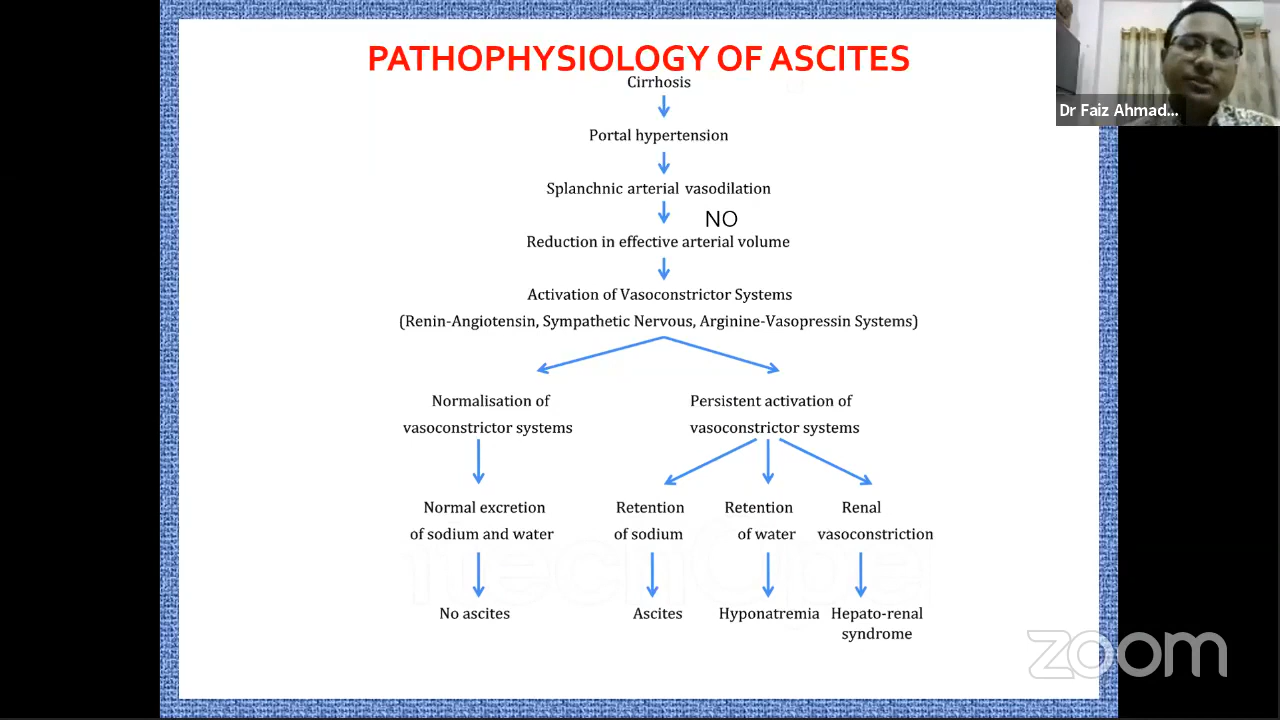 PATHOPHYSIOLOGY OF ASCITES
Cirrhosis
Portal hypertension
Splanchnic arterial vasodilation
NO
Reduction in effective arterial volume
Activation of Vasoconstrictor Systems
(Renin-Angiotensin, Sympathetic Nervous, Arginine-Vasopressin Systems)
Normalisation of
vasoconstrictor systems
Persistent activation of
vasoconstrictor systems
Normal excretion
of sodium and water
Retention
of sodium
Retention
of water
Renal
vasoconstriction
No ascites
Ascites
Hyponatremia
Hepato-renal
syndrome
Dr Faiz Ahmad...
zoom